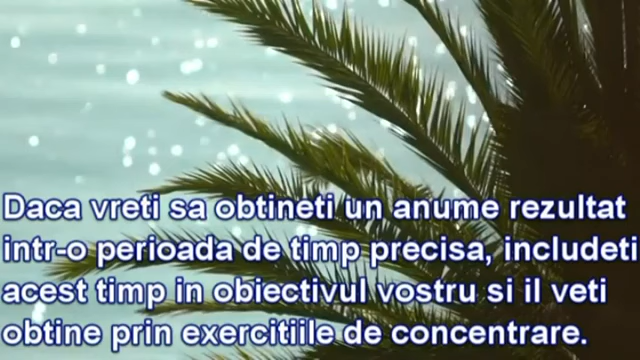 Daca vreti sa obtineti un anume rezultat
intr-o perioada de timp precisa, includeti
acest timp in obiectivul vostru si il veti
obtine prin exercitiile de concentrare.